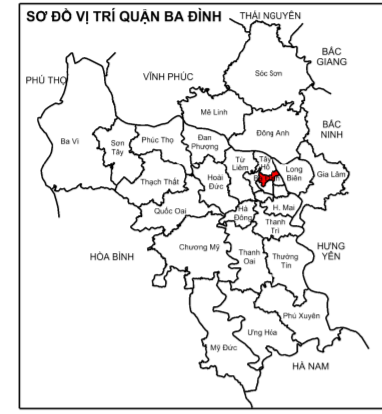 SƠ ĐỒ VỊ TRÍ QUẬN BA ĐÌNH
THÁI NGUYÊN
BẮC
GIANG
PHÚ THỌ
VĨNH PHÚC
Sóc Sơn
Mê Linh
BẮC
NINH
Đông Anh
Ba Vì
Sơn
Tây
Phúc Thọ
Đan
Phượng
Từ
Liêm
Tây
Hồ
Long
Biên
Gia Lâm
Thạch Thất
Hoài
Đức
Quốc Oai
Hà
Đông
H. Mai
Thanh
Trì
HÒA BÌNH
Chương Mỹ
Thanh
Oai
Thường
Tín
HƯNG
YÊN
Phú Xuyên
Ưng Hòa
Mỹ Đức
HÀ NAM